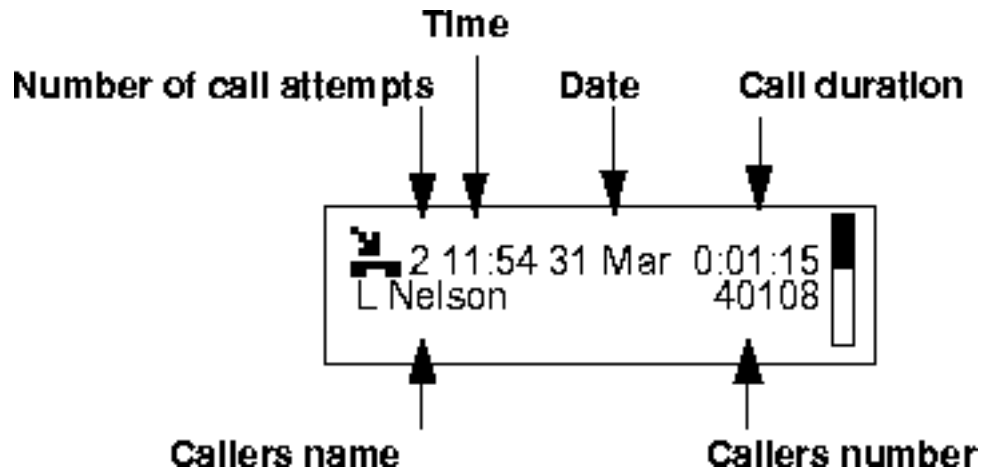 Time
Number of call attempts
Date
Call duration
2 11:54 31 Mar 0:01:15
L Nelson 40108
Callers name
Callers number